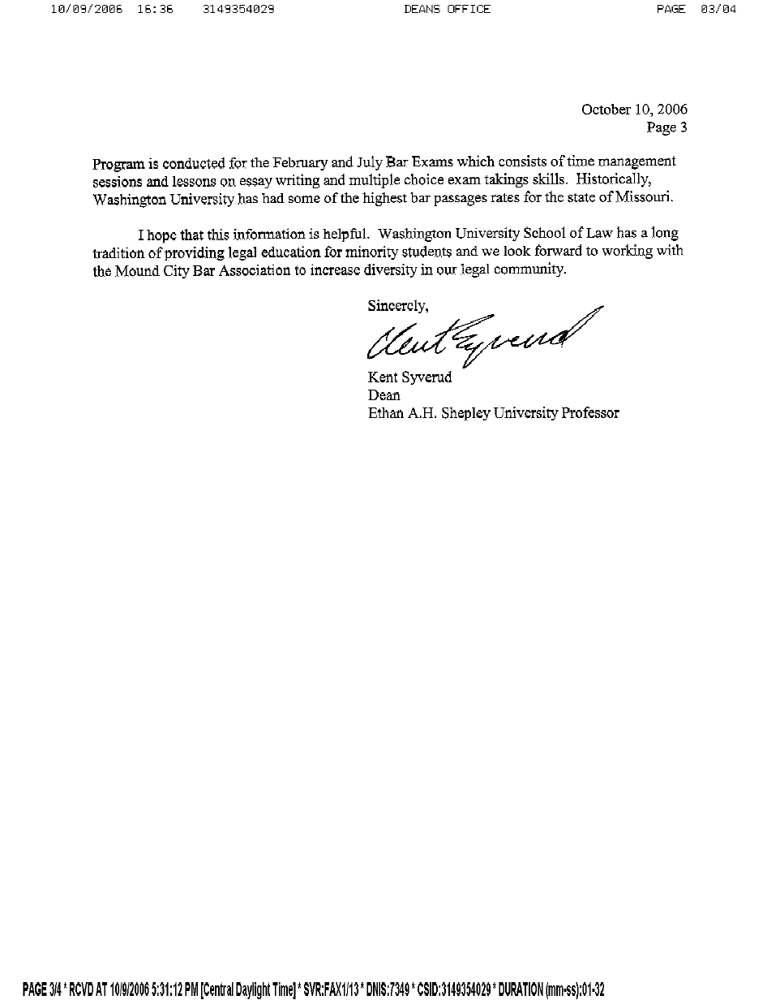 10/09/2006 16:36 3149354029 DEANS OFFICE PAGE 03/04
October 10, 2006
Page 3
Program is conducted for the February and July Bar Exams which consists of time management
sessions and lessons on essay writing and multiple choice exam takings skills. Historically,
Washington University has had some of the highest bar passages rates for the state of Missouri.
I hope that this information is helpful. Washington University School of Law has a long
tradition of providing legal education for minority students and we look forward to working with
the Mound City Bar Association to increase diversity in our legal community.
Sincerely,
Kent Syverud
Kent Syverud
Dean
Ethan A.H. Shepley University Professor
PAGE 3/4 * RCVD AT 10/9/2006 5:31:12 PM [Central Daylight Time] * SVR:FAX1/13 * DNIS:7349 * CSID:3149354029 * DURATION (mm-ss):01-32